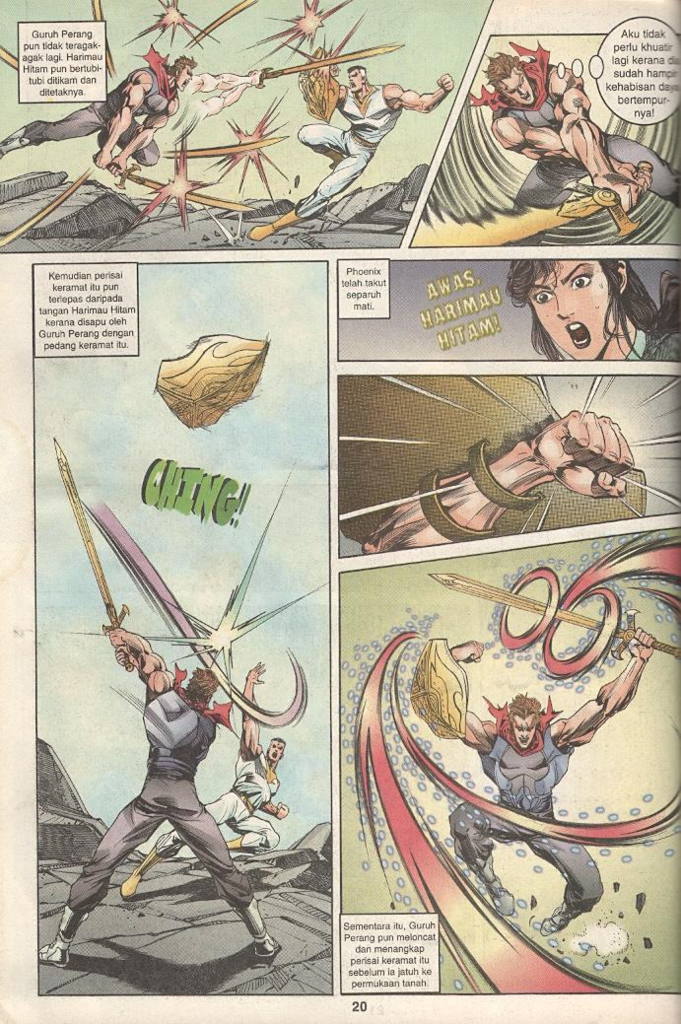 Guruh Perang
pun tidak teragak-
agak lagi. Harimau
Hitam pun bertubi-
tubi ditikam dan
ditetaknya.
Aku tidak
perlu khuatir
lagi kerana dia
sudah hampir
kehabisan daya
bertempur-
nya!
Kemudian perisai
keramat itu pun
terlepas daripada
tangan Harimau Hitam
kerana disapu oleh
Guruh Perang dengan
pedang keramat itu.
CHING!!
Phoenix
telah takut
separuh
mati.
AWAS,
HARIMAU
HITAM!
Sementara itu, Guruh
Perang pun meloncat
dan menangkap
perisai keramat itu
sebelum ia jatuh ke
permukaan tanah.
20